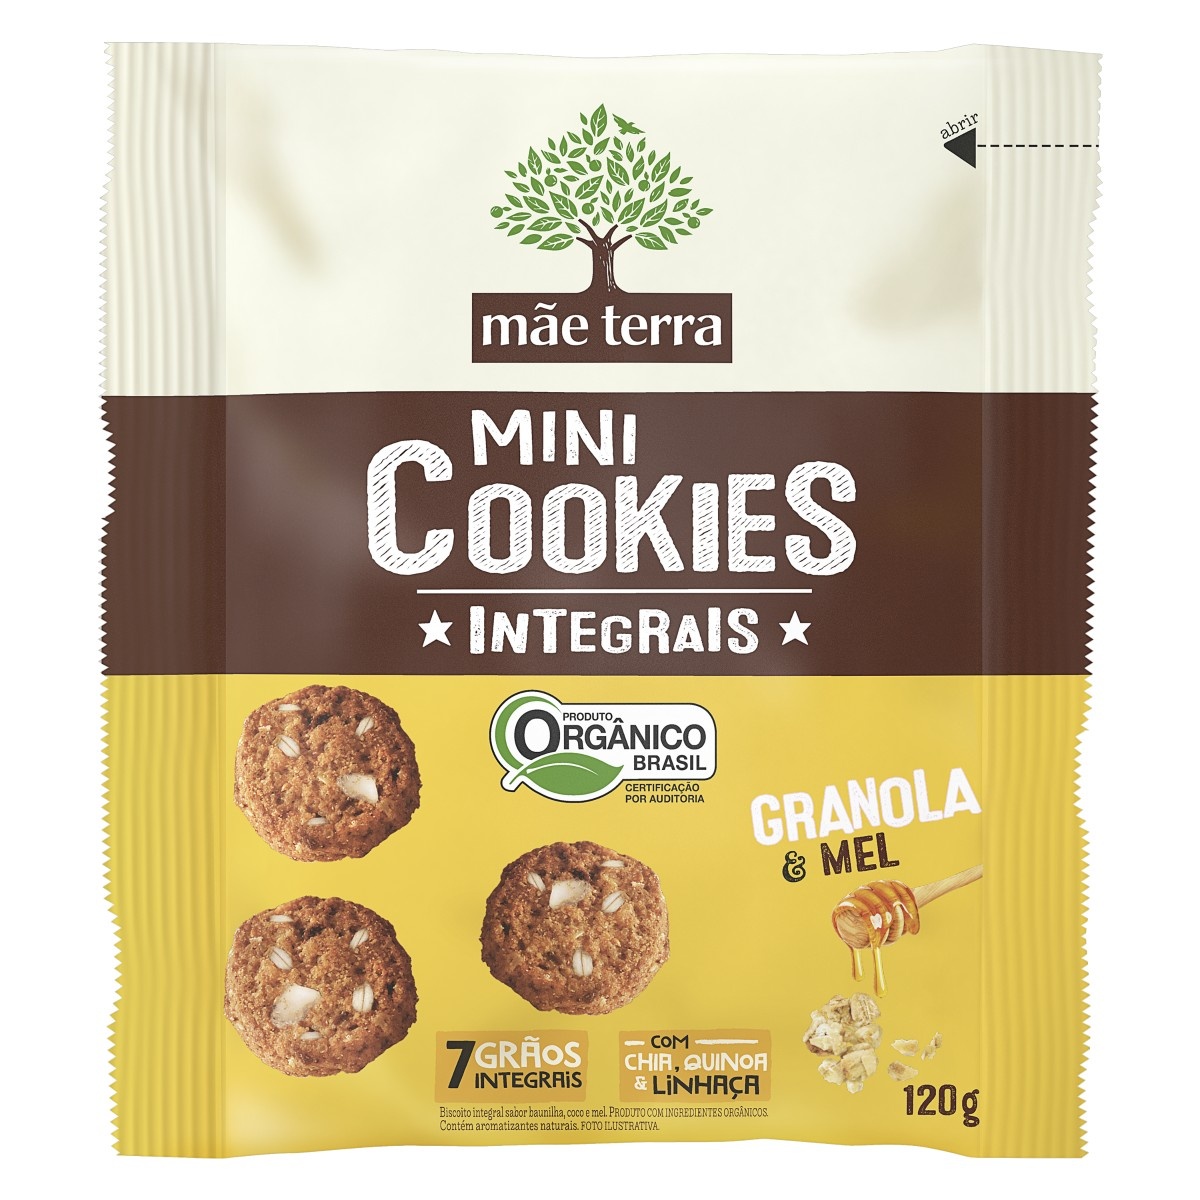 abrir
mãe terra
MINI
COOKIES
INTEGRAIS
PRODUTO
ORGÂNICO
BRASIL
CERTIFICAÇÃO
POR AUDITORIA
GRANOLA
& MEL
7 GRÃOS
INTEGRAIS
COM
CHIA, QUINOA
& LINHAÇA
120g
Biscoito integral sabor baunilha, coco e mel. PRODUTO COM INGREDIENTES ORGÂNICOS.
Contém aromatizantes naturais. FOTO ILUSTRATIVA.